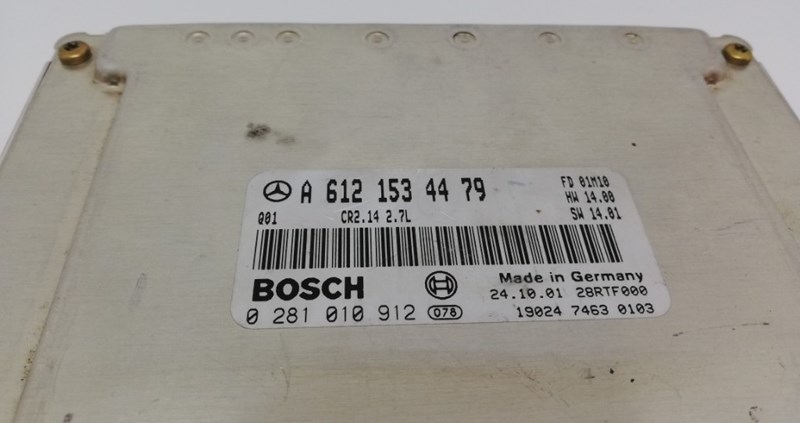 A 612 153 44 79
FD 01M10
HW 14.00
Q01 CR2.14 2.7L SW 14.01
BOSCH
Made in Germany
24.10.01 28RTF000
0 281 010 912 078
19024 7463 0103